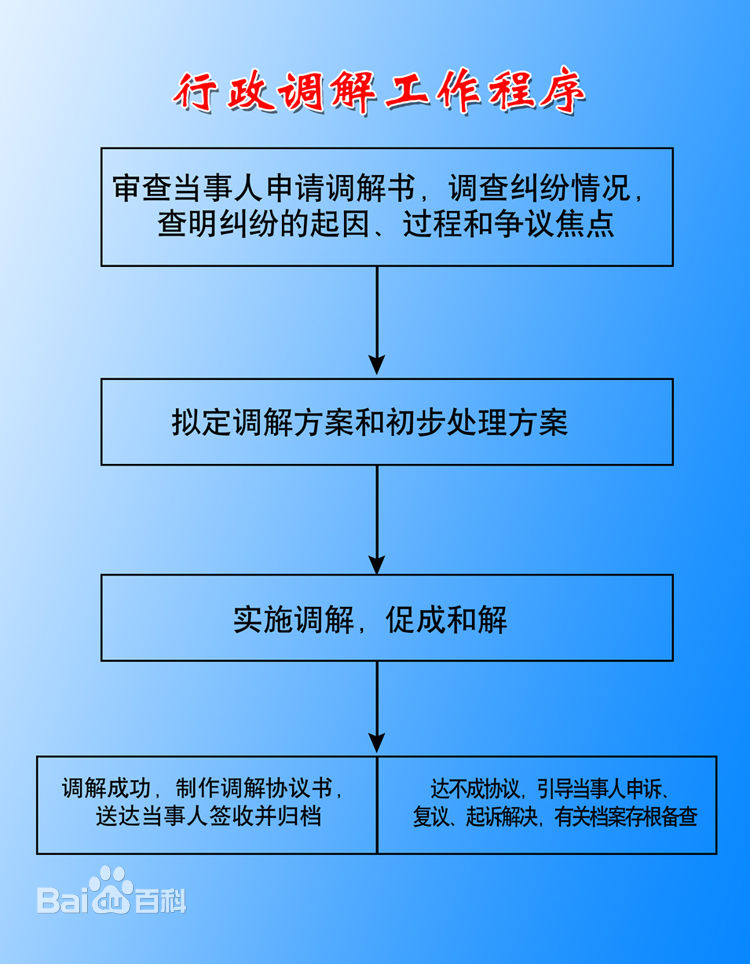 行政调解工作程序
审查当事人申请调解书，调查纠纷情况，
查明纠纷的起因、过程和争议焦点
拟定调解方案和初步处理方案
实施调解，促成和解
调解成功，制作调解协议书，
送达当事人签收并归档
达不成协议，引导当事人申诉、
复议、起诉解决，有关档案存根备查
Bai du 百科